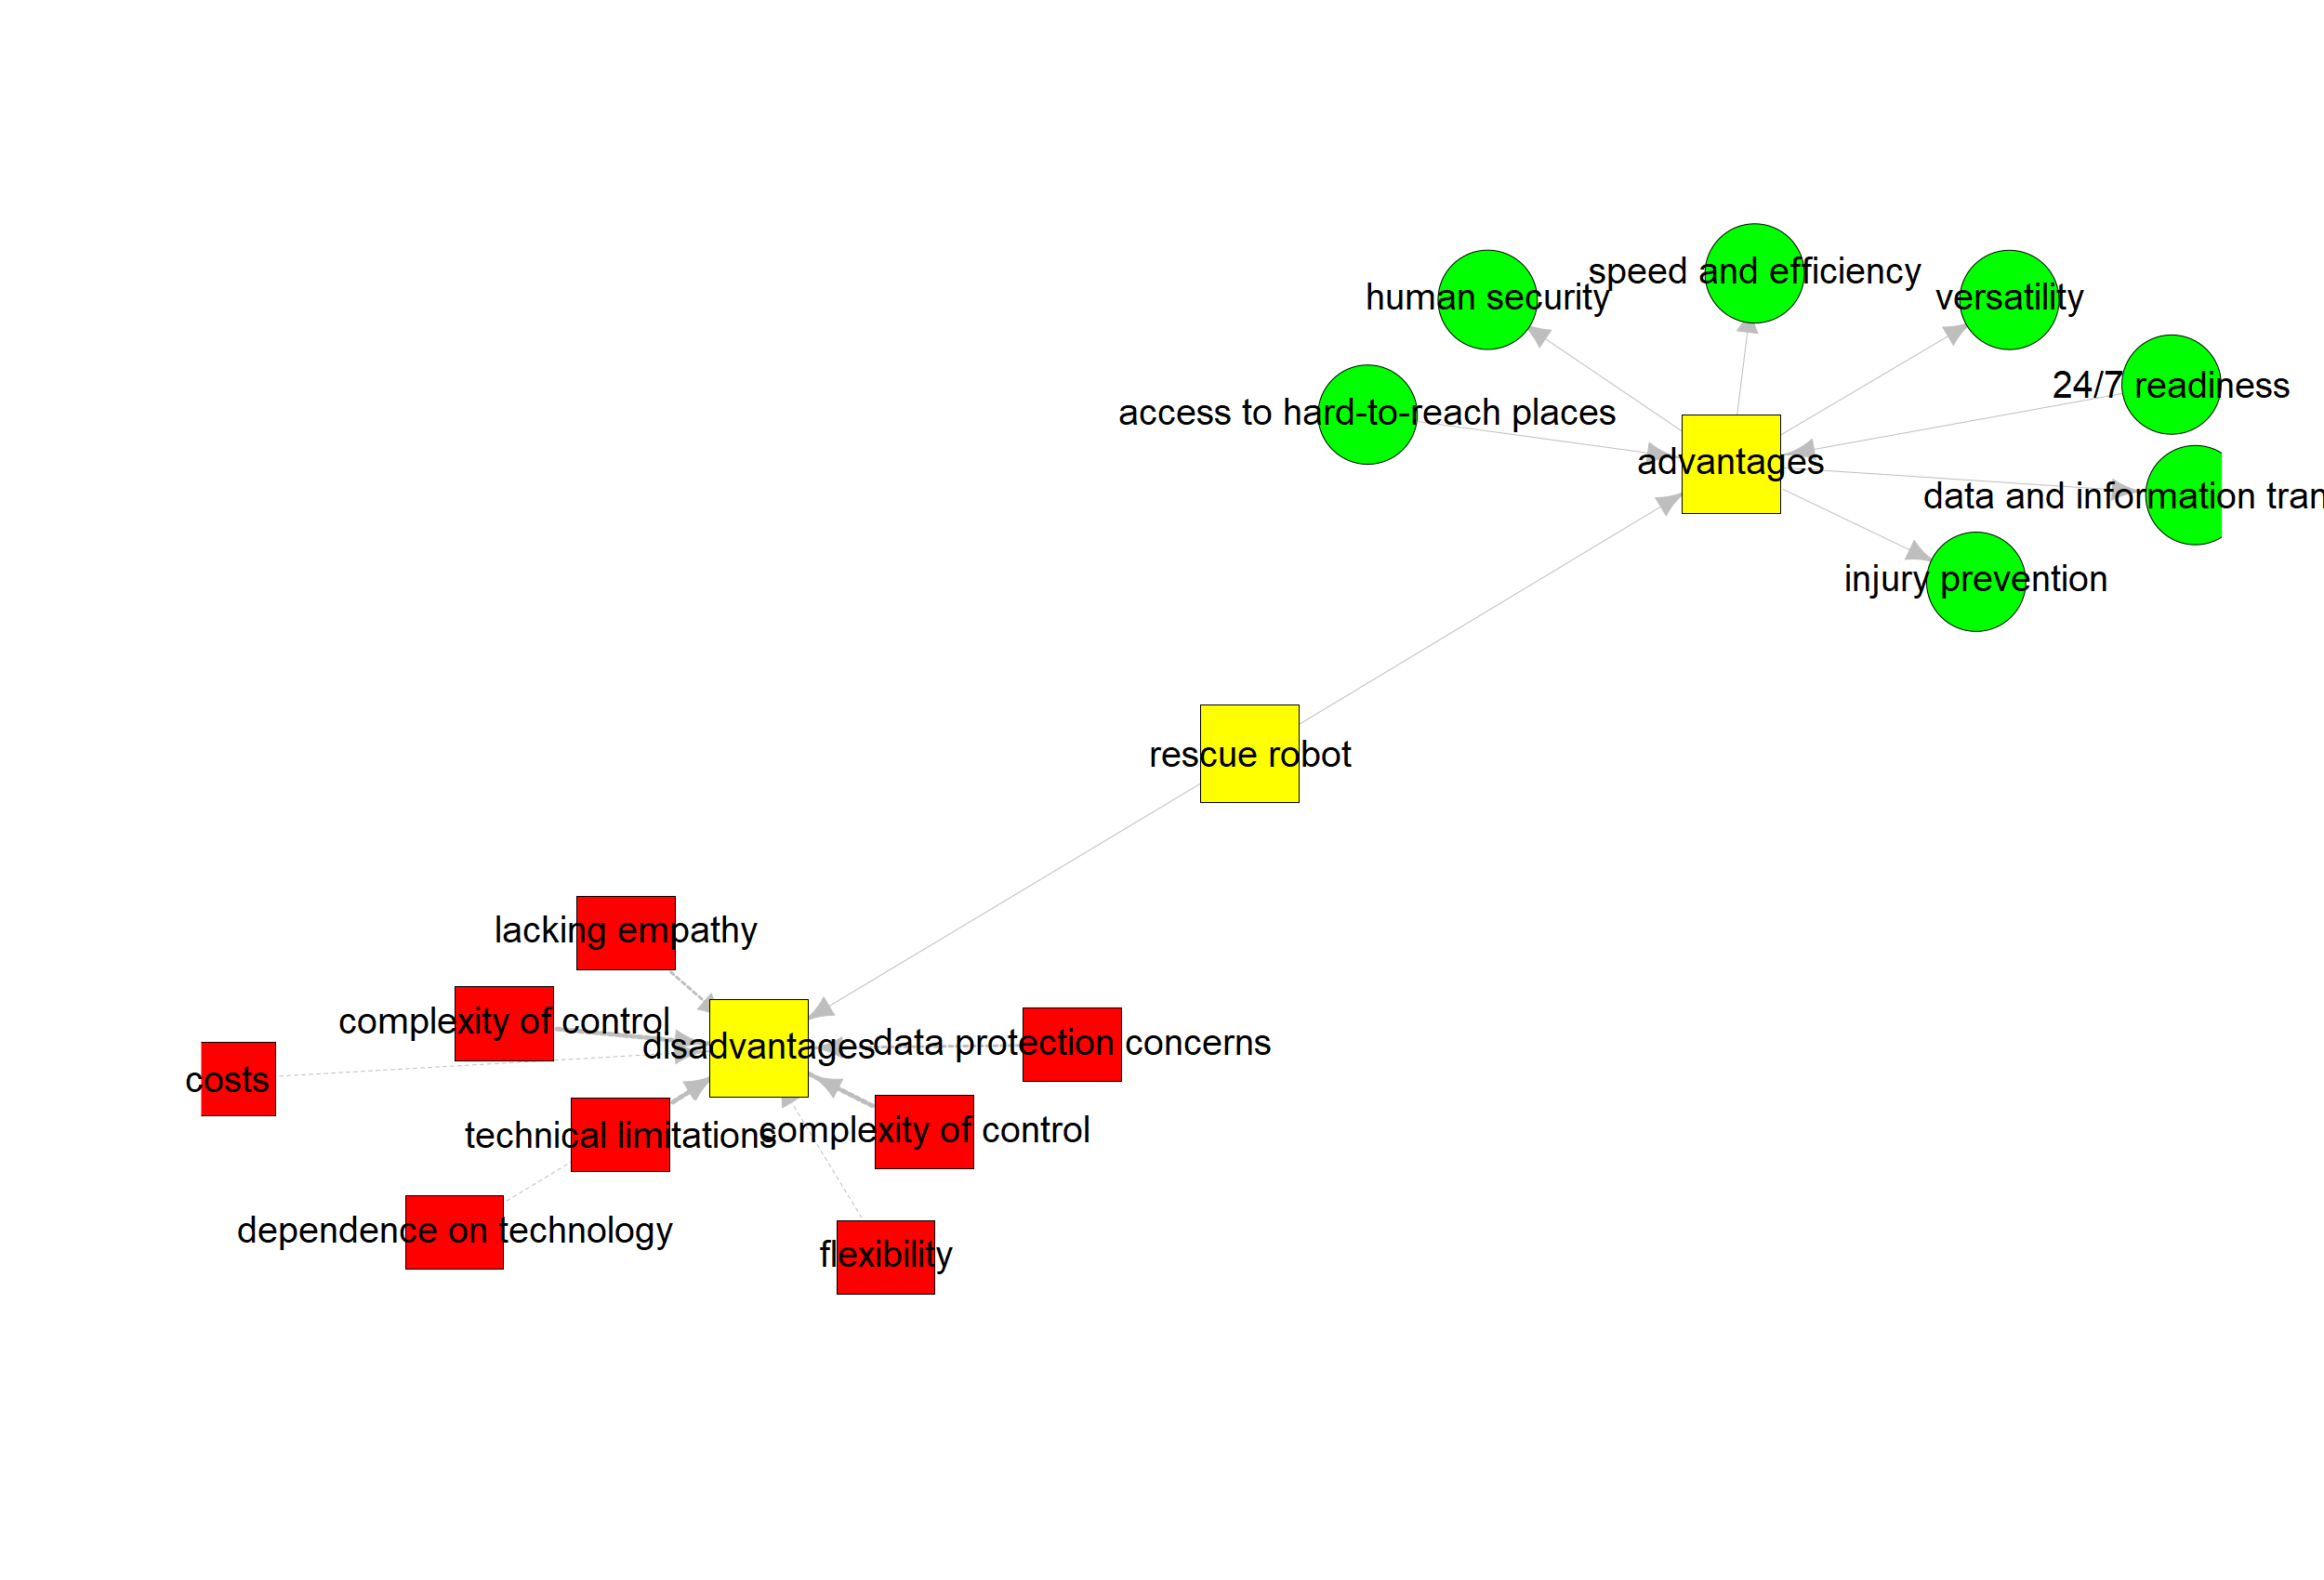 speed and efficiency
human security
versatility
24/7 readiness
access to hard-to-reach places
advantages
data and information tran
injury prevention
rescue robot
lacking empathy
complexity of control
disadvantages
data protection concerns
costs
technical limitations
complexity of control
dependence on technology
flexibility